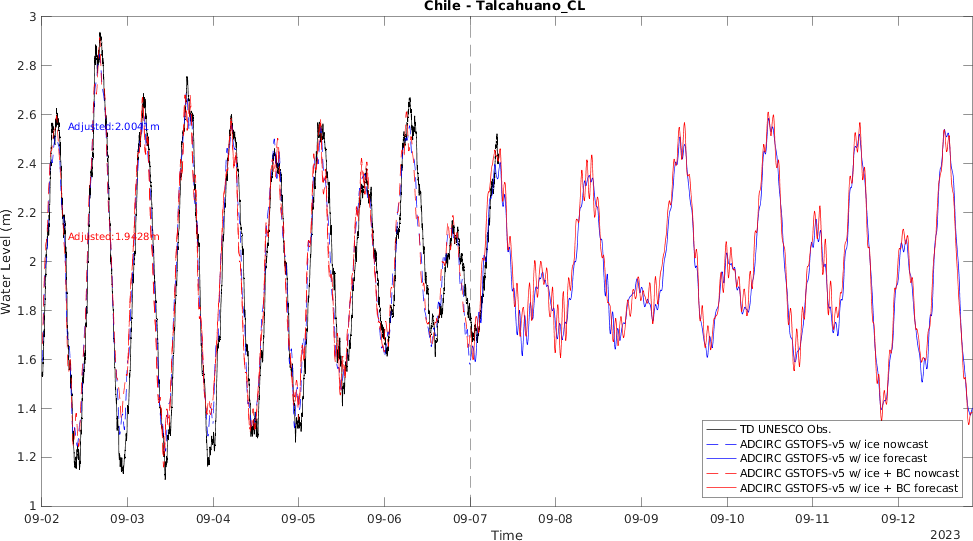 Chile - Talcahuano_CL
Water Level (m)
3
2.8
2.6
2.4
2.2
2
1.8
1.6
1.4
1.2
1
Adjusted:2.0041m
Adjusted:1.9428m
TD UNESCO Obs.
ADCIRC GSTOFS-v5 w/ ice nowcast
ADCIRC GSTOFS-v5 w/ ice forecast
ADCIRC GSTOFS-v5 w/ ice + BC nowcast
ADCIRC GSTOFS-v5 w/ ice + BC forecast
09-02 09-03 09-04 09-05 09-06 09-07 09-08 09-09 09-10 09-11 09-12
Time
2023